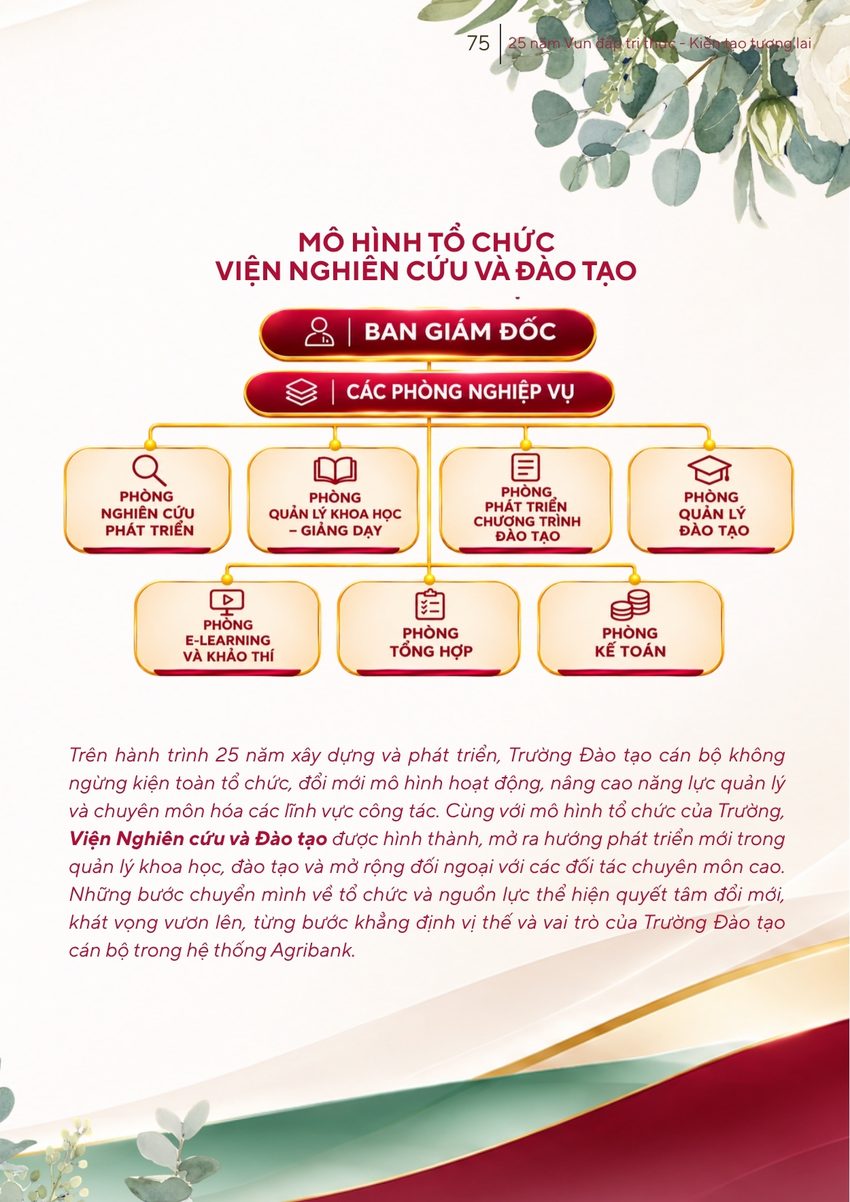 75
25 năm Vun đắp tri thức - Kiến tạo tương lai
MÔ HÌNH TỔ CHỨC
VIỆN NGHIÊN CỨU VÀ ĐÀO TẠO
BAN GIÁM ĐỐC
CÁC PHÒNG NGHIỆP VỤ
PHÒNG
NGHIÊN CỨU
PHÁT TRIỂN
PHÒNG
QUẢN LÝ KHOA HỌC
– GIẢNG DẠY
PHÒNG
PHÁT TRIỂN
CHƯƠNG TRÌNH
ĐÀO TẠO
PHÒNG
QUẢN LÝ
ĐÀO TẠO
PHÒNG
E-LEARNING
VÀ KHẢO THÍ
PHÒNG
TỔNG HỢP
PHÒNG
KẾ TOÁN
Trên hành trình 25 năm xây dựng và phát triển, Trường Đào tạo cán bộ không
ngừng kiện toàn tổ chức, đổi mới mô hình hoạt động, nâng cao năng lực quản lý
và chuyên môn hóa các lĩnh vực công tác. Cùng với mô hình tổ chức của Trường,
Viện Nghiên cứu và Đào tạo được hình thành, mở ra hướng phát triển mới trong
quản lý khoa học, đào tạo và mở rộng đối ngoại với các đối tác chuyên môn cao.
Những bước chuyển mình về tổ chức và nguồn lực thể hiện quyết tâm đổi mới,
khát vọng vươn lên, từng bước khẳng định vị thế và vai trò của Trường Đào tạo
cán bộ trong hệ thống Agribank.